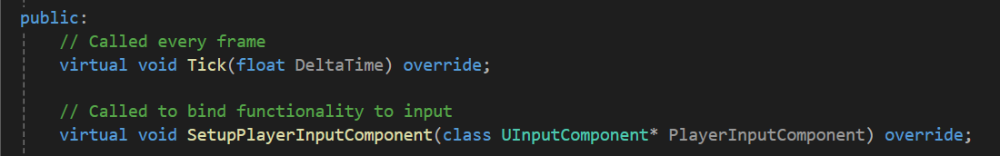 public:
// Called every frame
virtual void Tick(float DeltaTime) override;
// Called to bind functionality to input
virtual void SetupPlayerInputComponent(class UInputComponent* PlayerInputComponent) override;